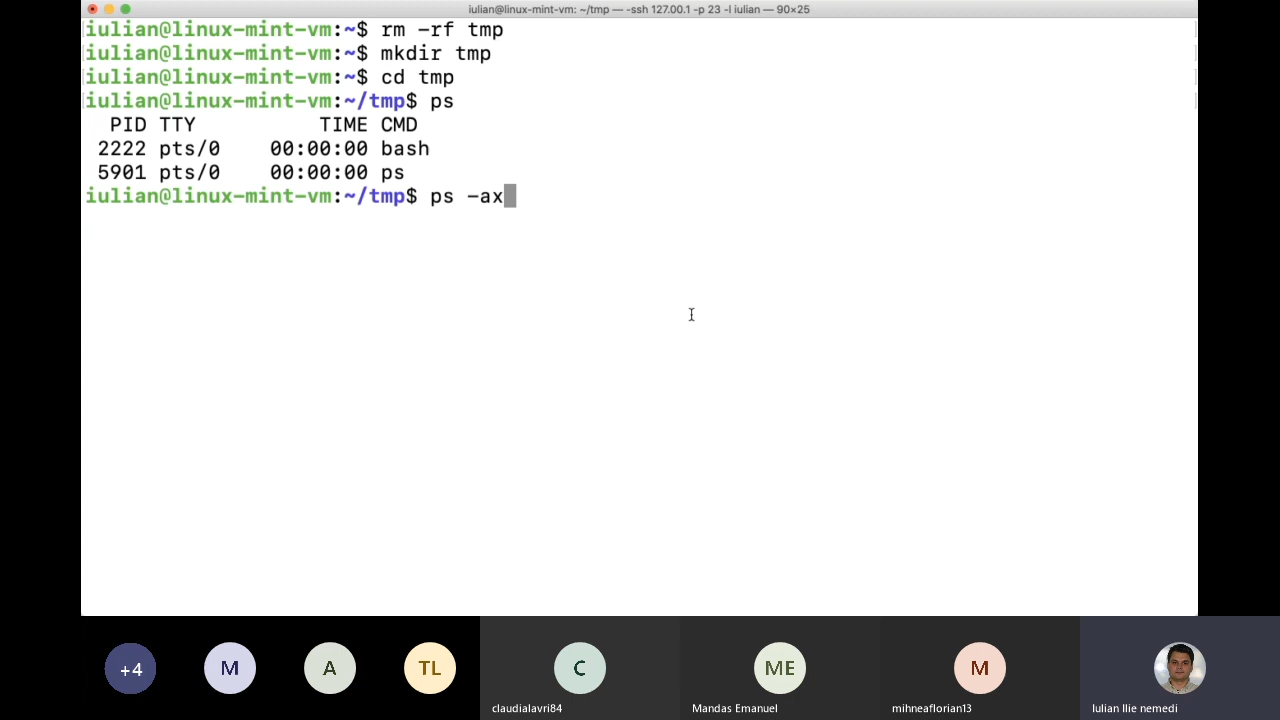 iulian@linux-mint-vm: ~/tmp — -ssh 127.00.1 -p 23 -l iulian — 90×25
iulian@linux-mint-vm:~$ rm -rf tmp
iulian@linux-mint-vm:~$ mkdir tmp
iulian@linux-mint-vm:~$ cd tmp
iulian@linux-mint-vm:~/tmp$ ps
PID TTY TIME CMD
2222 pts/0 00:00:00 bash
5901 pts/0 00:00:00 ps
iulian@linux-mint-vm:~/tmp$ ps -ax
+4
M
A
TL
C
ME
M
claudialavri84
Mandas Emanuel
mihneaflorian13
Iulian Ilie nemedi